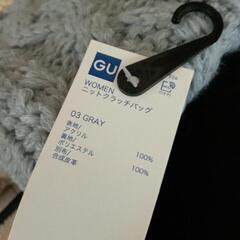 GU
WOMEN
ニットクラッチバッグ
03 GRAY
表地/
アクリル 100%
裏地/
ポリエステル 100%
別布/
合成皮革